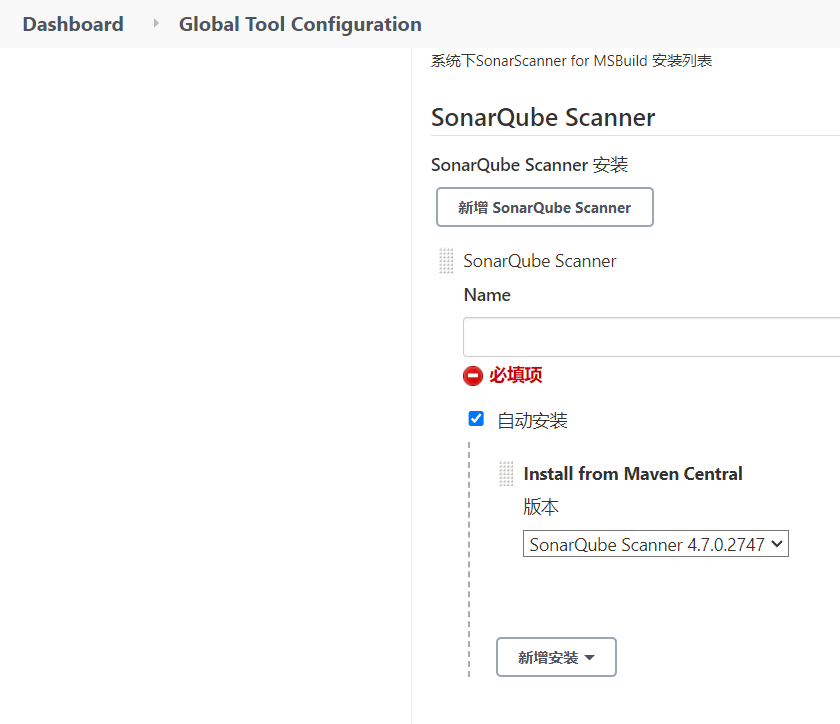 Dashboard Global Tool Configuration
系统下SonarScanner for MSBuild 安装列表
SonarQube Scanner
SonarQube Scanner 安装
新增 SonarQube Scanner
SonarQube Scanner
Name
必填项
自动安装
Install from Maven Central
版本
SonarQube Scanner 4.7.0.2747
新增安装